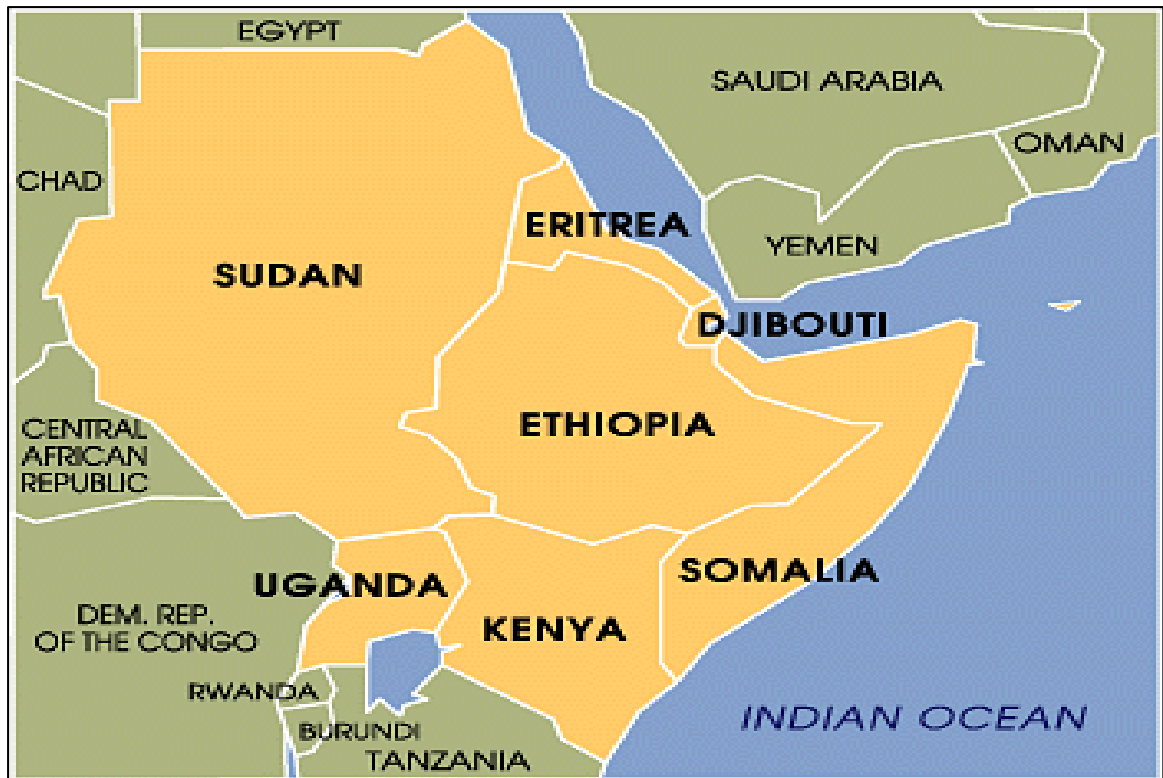 EGYPT
SAUDI ARABIA
OMAN
CHAD
ERITREA
YEMEN
SUDAN
DJIBOUTI
ETHIOPIA
CENTRAL
AFRICAN
REPUBLIC
SOMALIA
UGANDA
DEM. REP.
OF THE CONGO
KENYA
RWANDA
INDIAN OCEAN
BURUNDI
TANZANIA